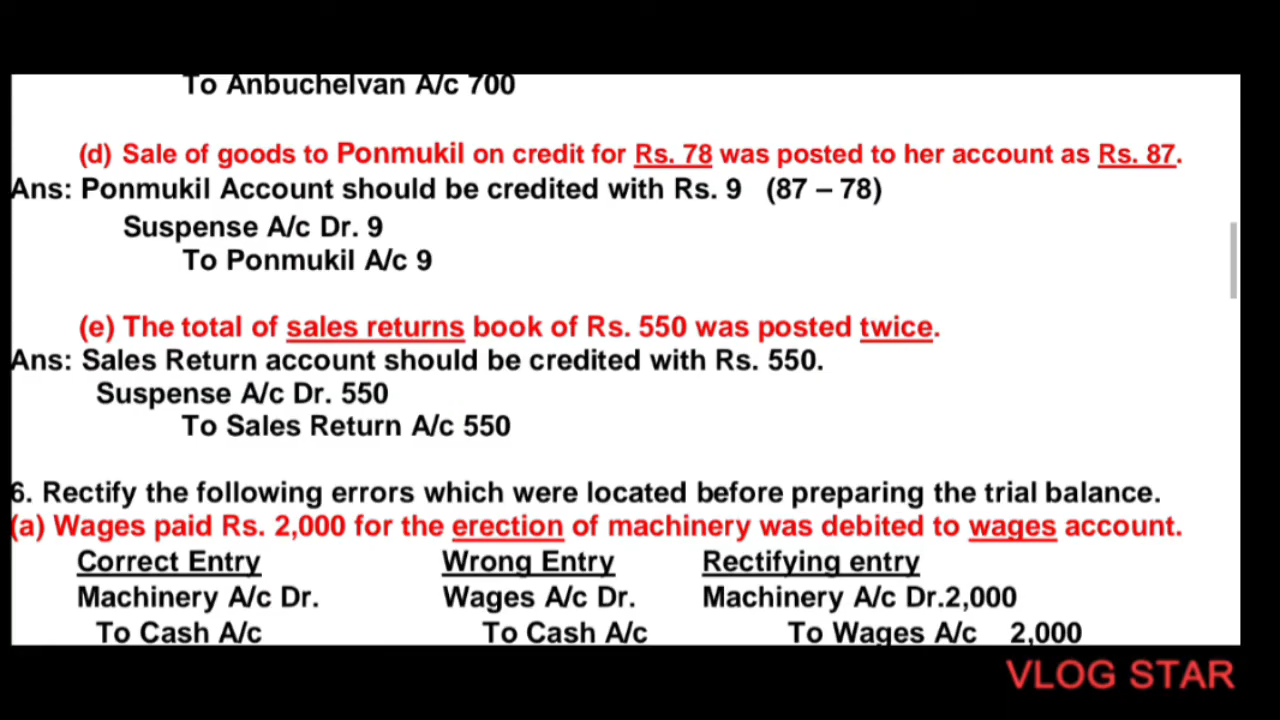 To Anbuchelvan A/c 700
(d) Sale of goods to Ponmukil on credit for Rs. 78 was posted to her account as Rs. 87.
Ans: Ponmukil Account should be credited with Rs. 9 (87 – 78)
Suspense A/c Dr. 9
To Ponmukil A/c 9
(e) The total of sales returns book of Rs. 550 was posted twice.
Ans: Sales Return account should be credited with Rs. 550.
Suspense A/c Dr. 550
To Sales Return A/c 550
6. Rectify the following errors which were located before preparing the trial balance.
(a) Wages paid Rs. 2,000 for the erection of machinery was debited to wages account.
Correct Entry Wrong Entry Rectifying entry
Machinery A/c Dr. Wages A/c Dr. Machinery A/c Dr.2,000
To Cash A/c To Cash A/c To Wages A/c 2,000
VLOG STAR